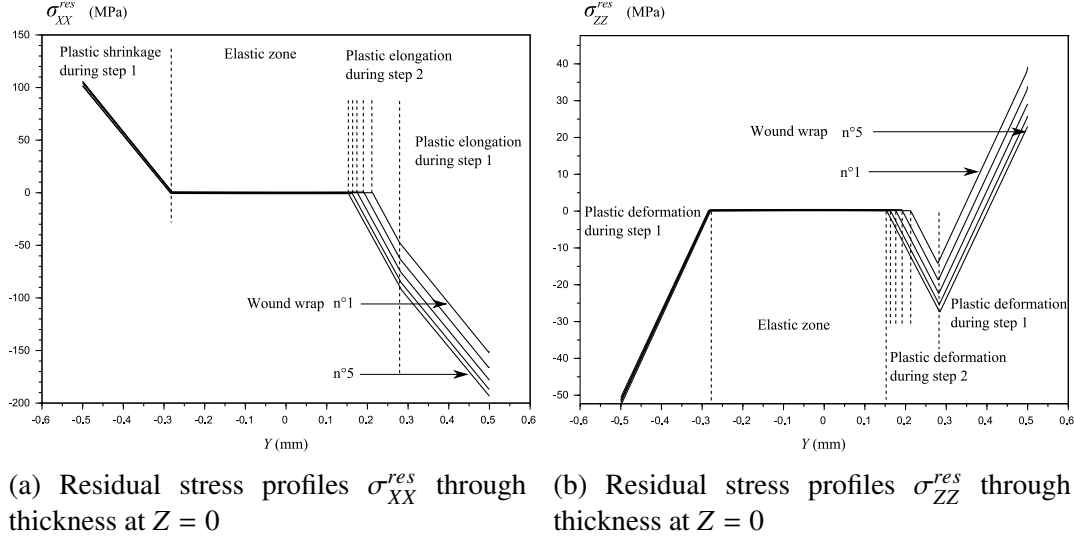 σ_XX^res (MPa)
Plastic shrinkage
during step 1
Elastic zone
Plastic elongation
during step 2
Plastic elongation
during step 1
Wound wrap n°1
n°5
150
100
50
0
-50
-100
-150
-200
-0.6 -0.5 -0.4 -0.3 -0.2 -0.1 0 0.1 0.2 0.3 0.4 0.5 0.6
Y (mm)
(a) Residual stress profiles σ_XX^res through
thickness at Z = 0
σ_ZZ^res (MPa)
Wound wrap n°5
n°1
Plastic deformation
during step 1
Elastic zone
Plastic deformation
during step 1
Plastic deformation
during step 2
40
30
20
10
0
-10
-20
-30
-40
-50
-0.6 -0.5 -0.4 -0.3 -0.2 -0.1 0 0.1 0.2 0.3 0.4 0.5 0.6
Y (mm)
(b) Residual stress profiles σ_ZZ^res through
thickness at Z = 0